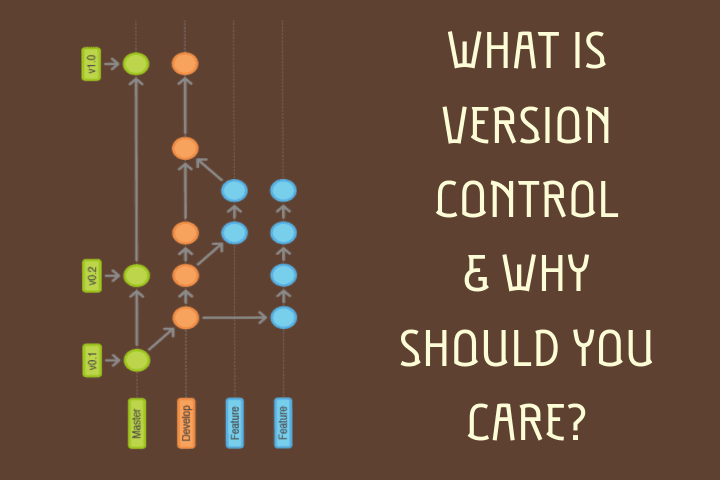 v1.0
v0.2
v0.1
Master
Develop
Feature
Feature
WHAT IS
VERSION
CONTROL
& WHY
SHOULD YOU
CARE?